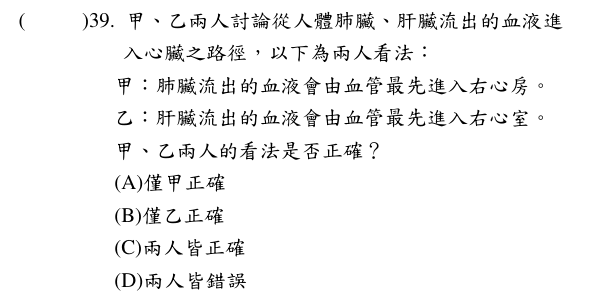 (　　)39. 甲、乙兩人討論從人體肺臟、肝臟流出的血液進
入心臟之路徑，以下為兩人看法：
甲：肺臟流出的血液會由血管最先進入右心房。
乙：肝臟流出的血液會由血管最先進入右心室。
甲、乙兩人的看法是否正確？
(A)僅甲正確
(B)僅乙正確
(C)兩人皆正確
(D)兩人皆錯誤